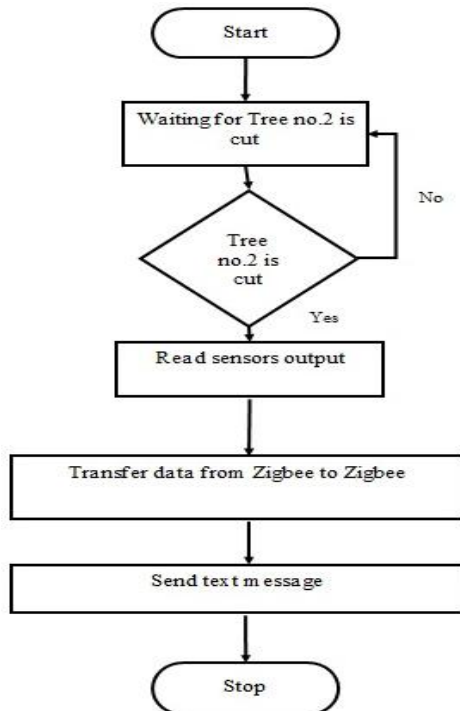 Start
Waiting for Tree no.2 is
cut
No
Tree
no.2 is
cut
Yes
Read sensors output
Transfer data from Zigbee to Zigbee
Send text message
Stop